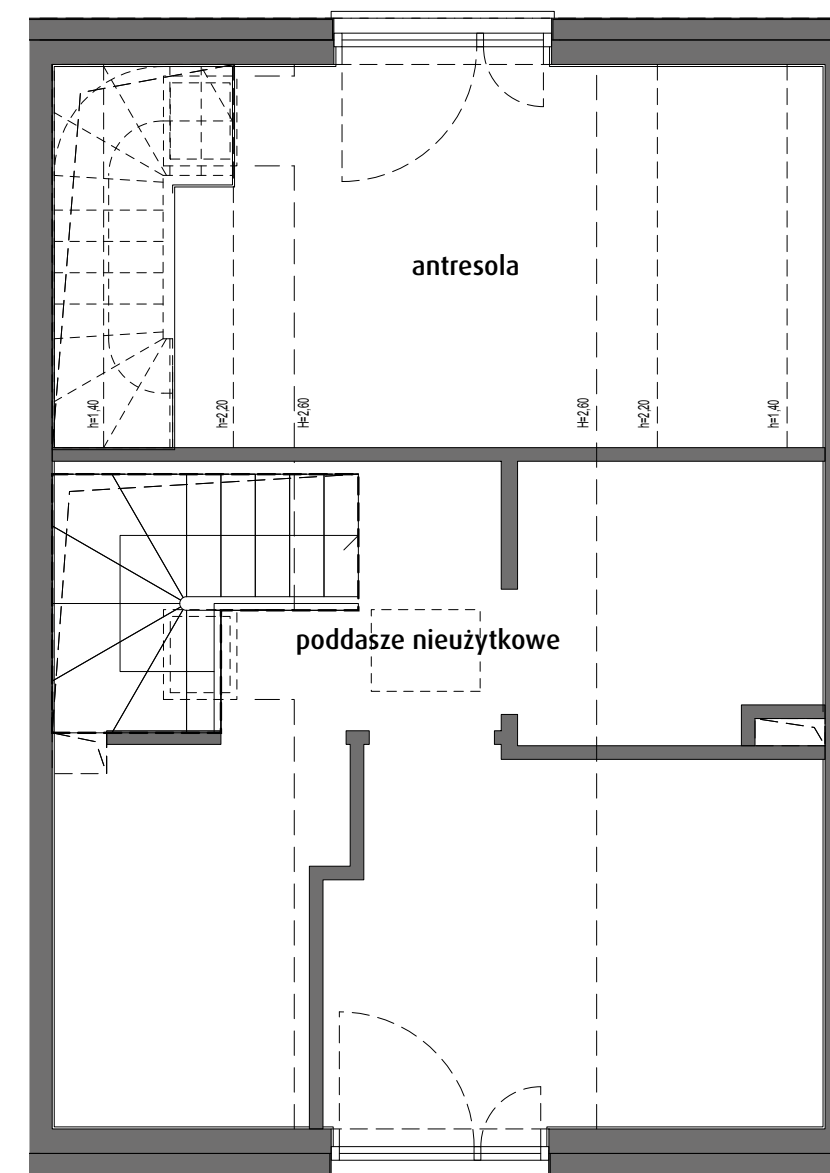 antresola
h=1,40
h=2,20
H=2,60
H=2,60
h=2,20
h=1,40
poddasze nieużytkowe